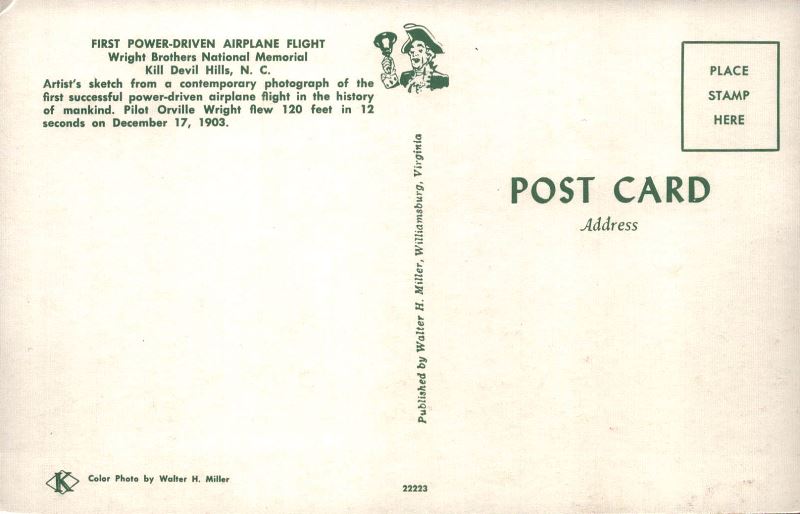 FIRST POWER-DRIVEN AIRPLANE FLIGHT
Wright Brothers National Memorial
Kill Devil Hills, N. C.
Artist's sketch from a contemporary photograph of the
first successful power-driven airplane flight in the history
of mankind. Pilot Orville Wright flew 120 feet in 12
seconds on December 17, 1903.
Published by Walter H. Miller, Williamsburg, Virginia
PLACE
STAMP
HERE
POST CARD
Address
K
Color Photo by Walter H. Miller
22223